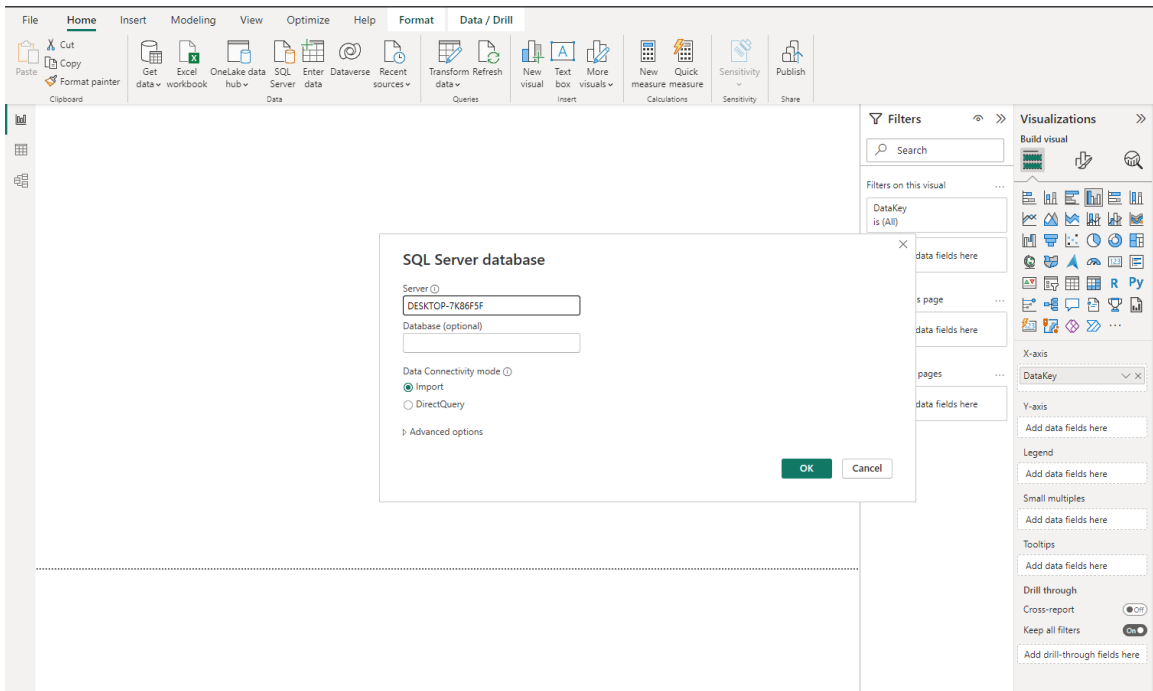 File Home Insert Modeling View Optimize Help Format Data / Drill
Paste
Cut
Copy
Format painter
Clipboard
Get data
Excel workbook
OneLake data hub
SQL Server
Enter data
Dataverse
Recent sources
Data
Transform data
Refresh
Queries
New visual
Text box
More visuals
Insert
New measure
Quick measure
Calculations
Sensitivity
Sensitivity
Publish
Share
Filters
Search
Filters on this visual ...
DataKey
is (All)
data fields here
s page ...
data fields here
pages ...
data fields here
SQL Server database
Server
DESKTOP-7K86F5F
Database (optional)
Data Connectivity mode
Import
DirectQuery
Advanced options
OK Cancel
Visualizations
Build visual
123
R Py
123
...
X-axis
DataKey
Y-axis
Add data fields here
Legend
Add data fields here
Small multiples
Add data fields here
Tooltips
Add data fields here
Drill through
Cross-report Off
Keep all filters On
Add drill-through fields here